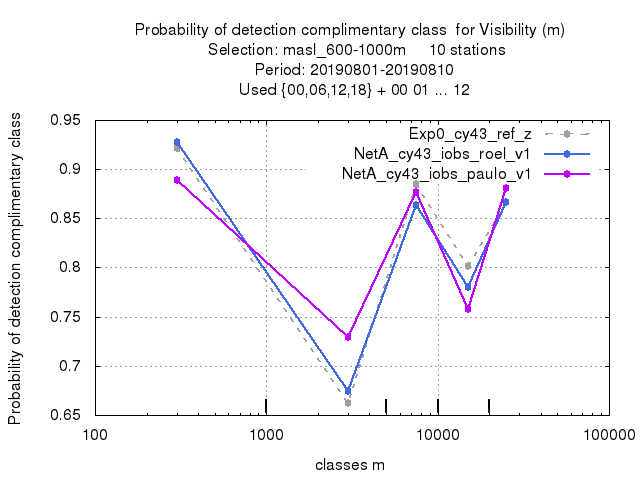 Probability of detection complimentary class  for Visibility (m)
Selection: masl_600-1000m     10 stations
Period: 20190801-20190810
Used {00,06,12,18} + 00 01 ... 12
Probability of detection complimentary class
0.95
0.9
0.85
0.8
0.75
0.7
0.65
Exp0_cy43_ref_z
NetA_cy43_iobs_roel_v1
NetA_cy43_iobs_paulo_v1
100 1000 10000 100000
classes m